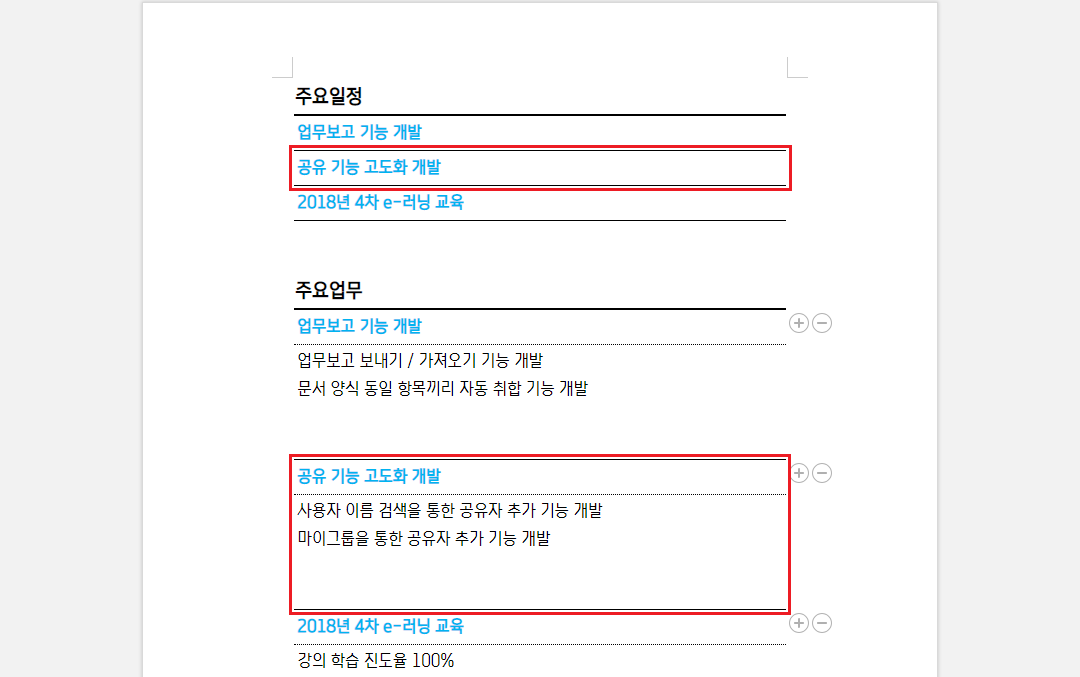 주요일정
업무보고 기능 개발
공유 기능 고도화 개발
2018년 4차 e-러닝 교육
주요업무
업무보고 기능 개발
업무보고 보내기 / 가져오기 기능 개발
문서 양식 동일 항목끼리 자동 취합 기능 개발
공유 기능 고도화 개발
사용자 이름 검색을 통한 공유자 추가 기능 개발
마이그룹을 통한 공유자 추가 기능 개발
2018년 4차 e-러닝 교육
강의 학습 진도율 100%